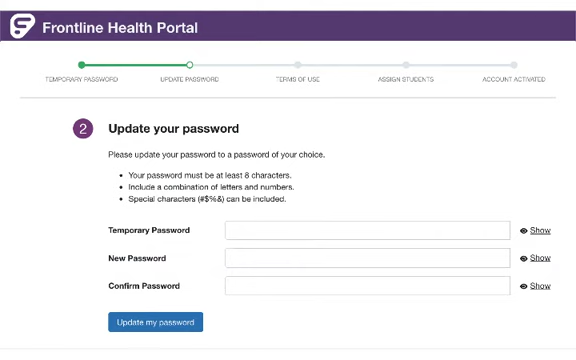 Frontline Health Portal
TEMPORARY PASSWORD UPDATE PASSWORD TERMS OF USE ASSIGN STUDENTS ACCOUNT ACTIVATED
2 Update your password
Please update your password to a password of your choice.
• Your password must be at least 8 characters.
• Include a combination of letters and numbers.
• Special characters (#$%&) can be included.
Temporary Password Show
New Password Show
Confirm Password Show
Update my password